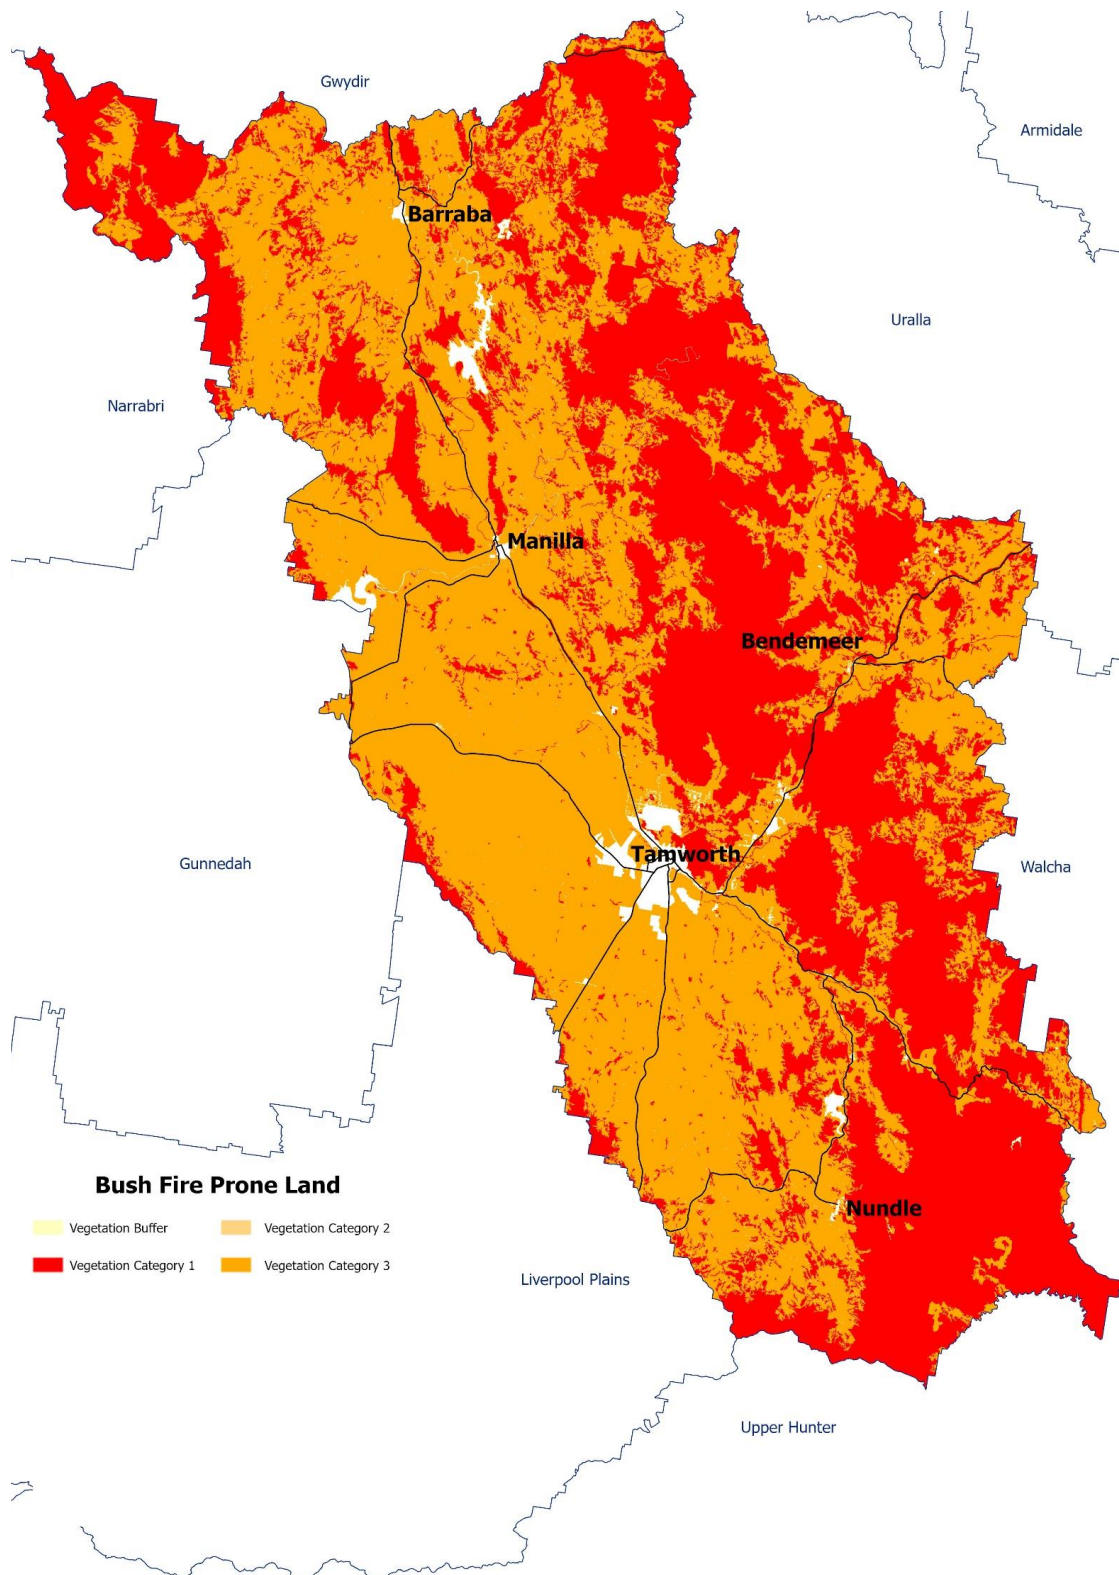 Gwydir
Armidale
Barraba
Uralla
Narrabri
Manilla
Bendemeer
Tamworth
Gunnedah
Walcha
Bush Fire Prone Land
Vegetation Buffer
Vegetation Category 2
Vegetation Category 1
Vegetation Category 3
Nundle
Liverpool Plains
Upper Hunter